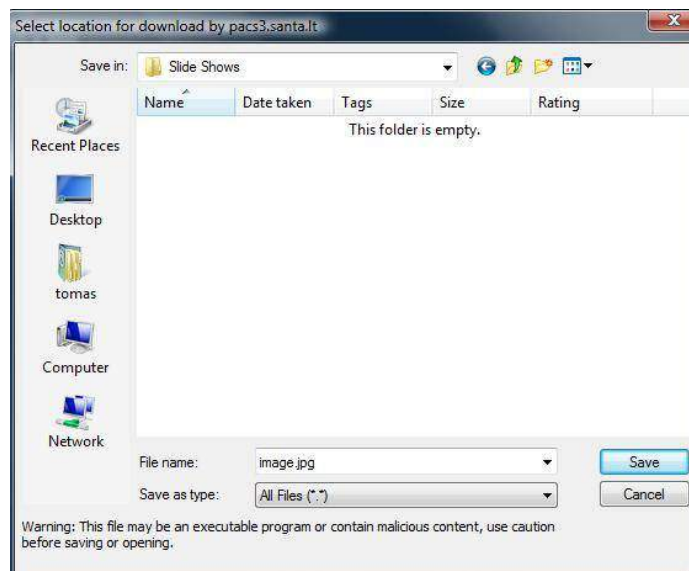 Select location for download by pacs3.santa.lt
Save in: Slide Shows
Name Date taken Tags Size Rating
This folder is empty.
Recent Places
Desktop
tomas
Computer
Network
File name: image.jpg Save
Save as type: All Files (*.*) Cancel
Warning: This file may be an executable program or contain malicious content, use caution
before saving or opening.